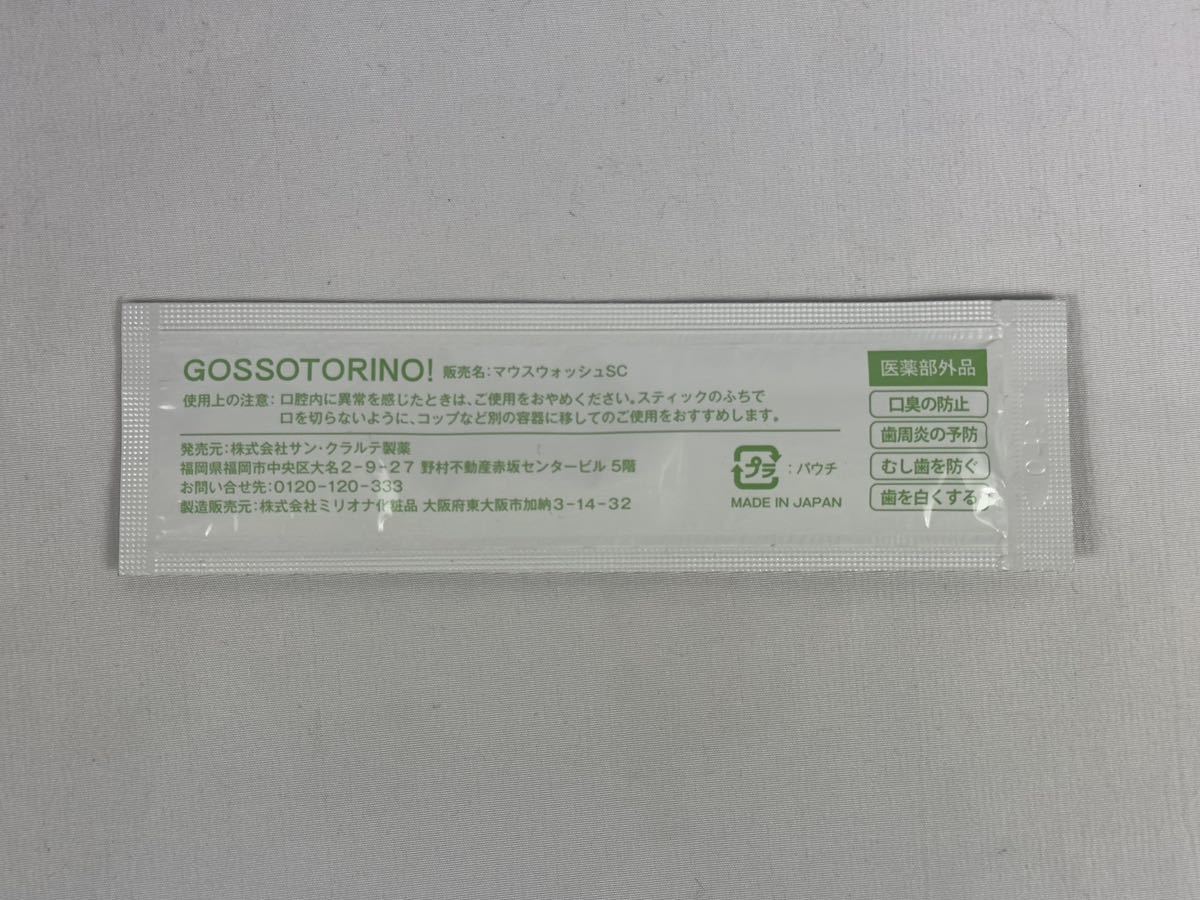 GOSSOTORINO! 販売名:マウスウォッシュSC
使用上の注意:口腔内に異常を感じたときは、ご使用をおやめください。スティックのふちで
口を切らないように、コップなど別の容器に移してのご使用をおすすめします。
発売元:株式会社サン・クラルテ製薬
福岡県福岡市中央区大名2-9-27 野村不動産赤坂センタービル 5階
お問い合せ先:0120-120-333
製造販売元:株式会社ミリオナ化粧品 大阪府東大阪市加納3-14-32
プラ :パウチ
MADE IN JAPAN
医薬部外品
口臭の防止
歯周炎の予防
むし歯を防ぐ
歯を白くする